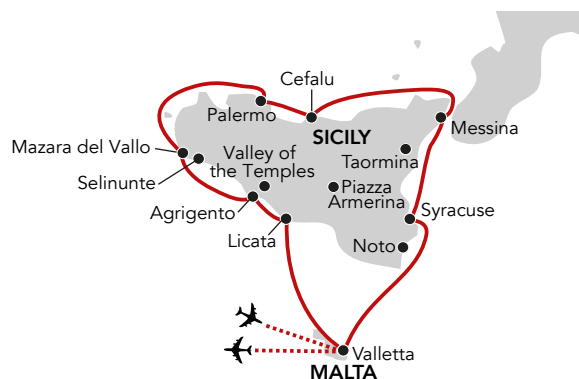 Cefalu
Palermo
SICILY
Messina
Mazara del Vallo
Valley of
the Temples
Taormina
Selinunte
Piazza
Armerina
Agrigento
Syracuse
Licata
Noto
Valletta
MALTA